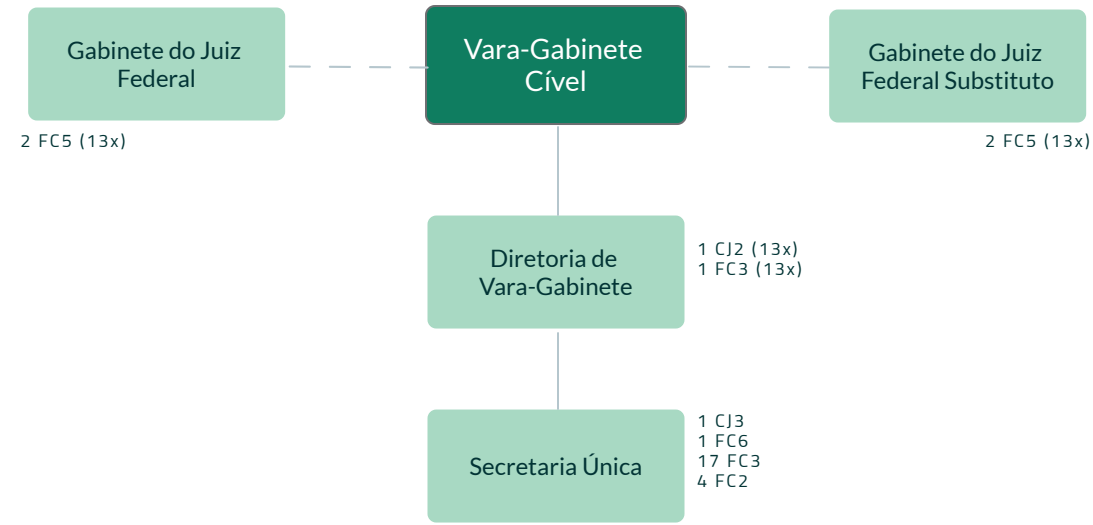 Gabinete do Juiz
Federal
2 FC5 (13x)
Vara-Gabinete
Cível
Gabinete do Juiz
Federal Substituto
2 FC5 (13x)
Diretoria de
Vara-Gabinete
1 CJ2 (13x)
1 FC3 (13x)
Secretaria Única
1 CJ3
1 FC6
17 FC3
4 FC2